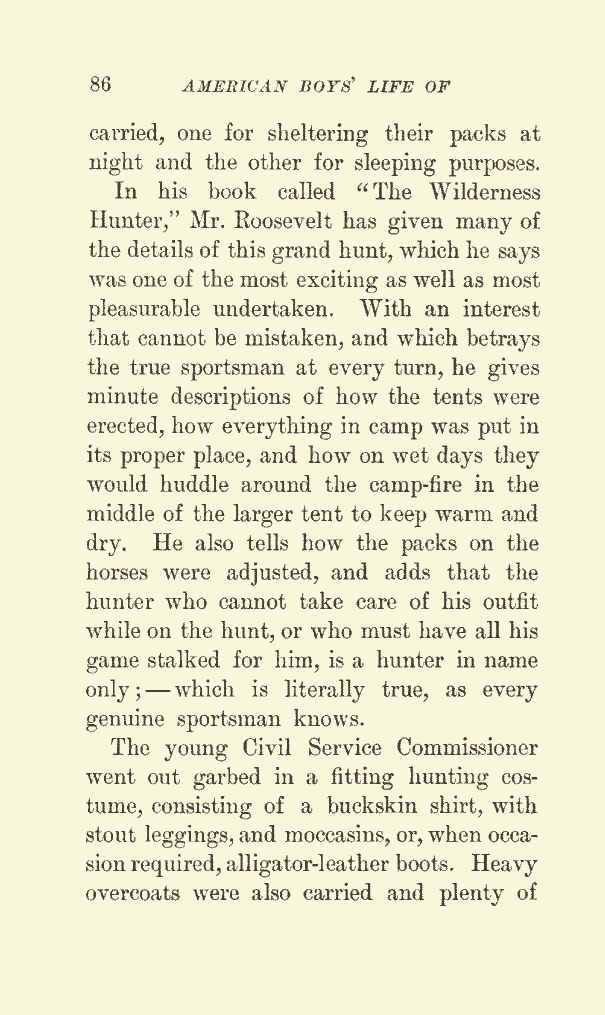 86 AMERICAN BOYS' LIFE OF
carried, one for sheltering their packs at
night and the other for sleeping purposes.
In his book called "The Wilderness
Hunter," Mr. Roosevelt has given many of
the details of this grand hunt, which he says
was one of the most exciting as well as most
pleasurable undertaken. With an interest
that cannot be mistaken, and which betrays
the true sportsman at every turn, he gives
minute descriptions of how the tents were
erected, how everything in camp was put in
its proper place, and how on wet days they
would huddle around the camp-fire in the
middle of the larger tent to keep warm and
dry. He also tells how the packs on the
horses were adjusted, and adds that the
hunter who cannot take care of his outfit
while on the hunt, or who must have all his
game stalked for him, is a hunter in name
only;—which is literally true, as every
genuine sportsman knows.
The young Civil Service Commissioner
went out garbed in a fitting hunting cos-
tume, consisting of a buckskin shirt, with
stout leggings, and moccasins, or, when occa-
sion required, alligator-leather boots. Heavy
overcoats were also carried and plenty of